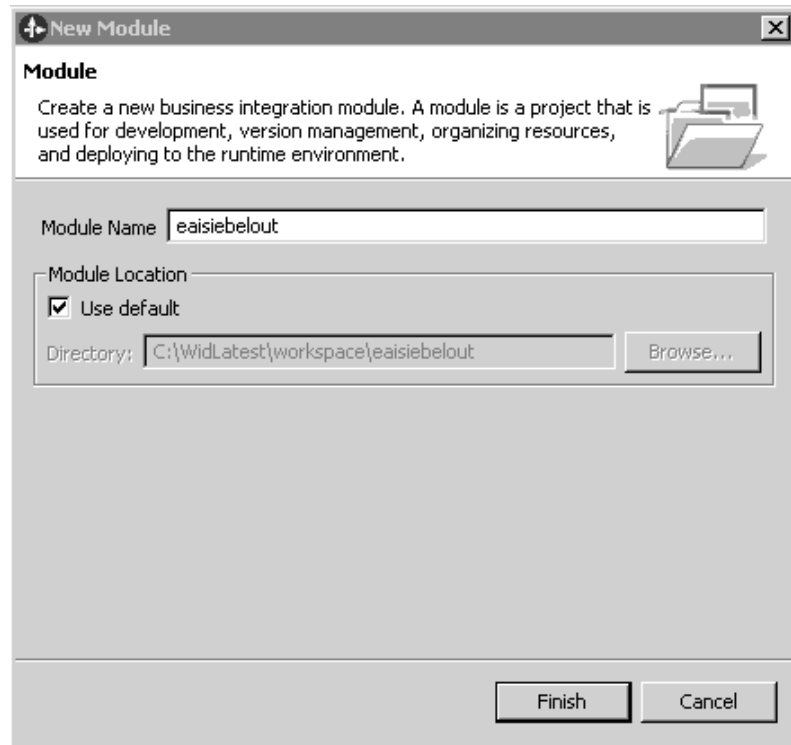 New Module
Module
Create a new business integration module. A module is a project that is
used for development, version management, organizing resources,
and deploying to the runtime environment.
Module Name eaisiebelout
Module Location
Use default
Directory: C:\WidLatest\workspace\eaisiebelout Browse...
Finish Cancel